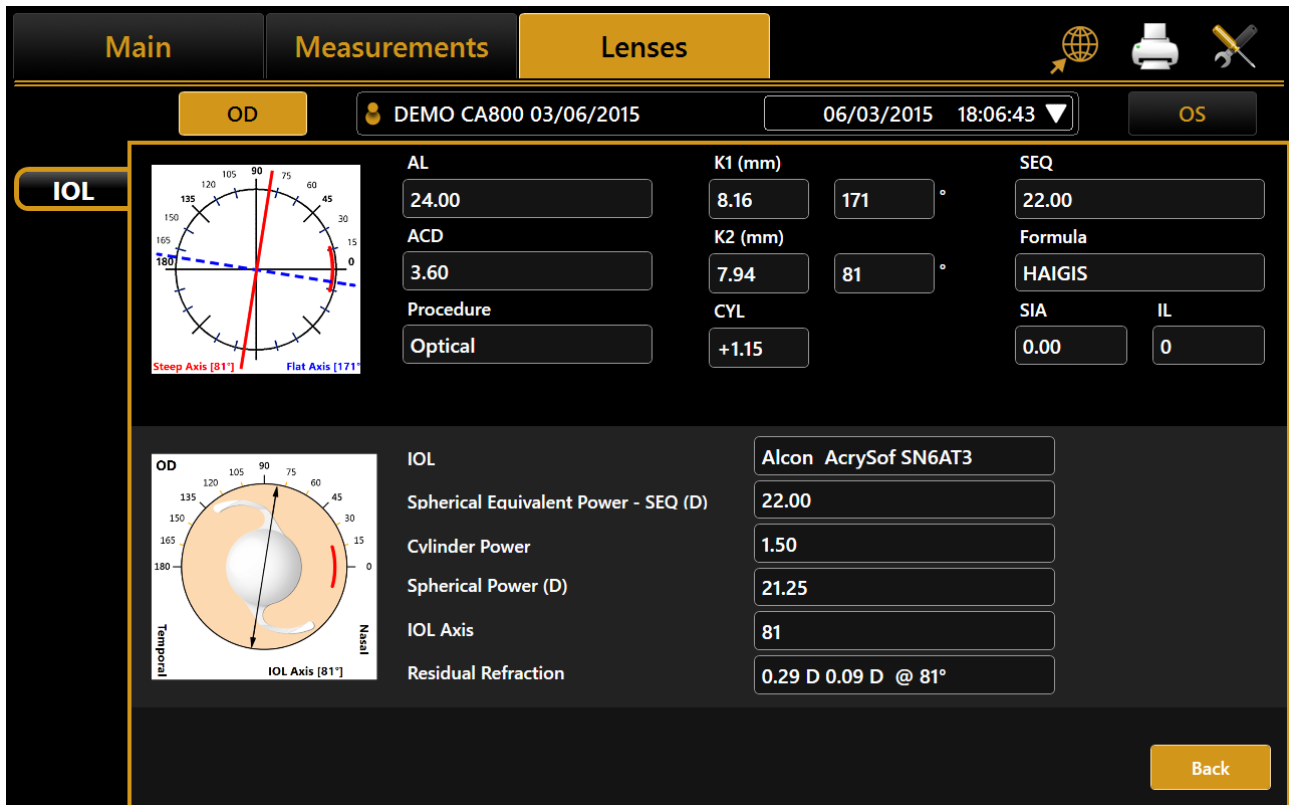 Main Measurements Lenses
OD DEMO CA800 03/06/2015 06/03/2015 18:06:43 OS
IOL
90
105 75
120 60
135 45
150 30
165 15
180 0
Steep Axis [81°] Flat Axis [171°
AL K1 (mm) SEQ
24.00 8.16 171 ° 22.00
ACD K2 (mm) Formula
3.60 7.94 81 ° HAIGIS
Procedure CYL SIA IL
Optical +1.15 0.00 0
OD
90
105 75
120 60
135 45
150 30
165 15
180 0
Temporal
Nasal
IOL Axis [81°]
IOL Alcon AcrySof SN6AT3
Spherical Equivalent Power - SEQ (D) 22.00
Cylinder Power 1.50
Spherical Power (D) 21.25
IOL Axis 81
Residual Refraction 0.29 D 0.09 D @ 81°
Back